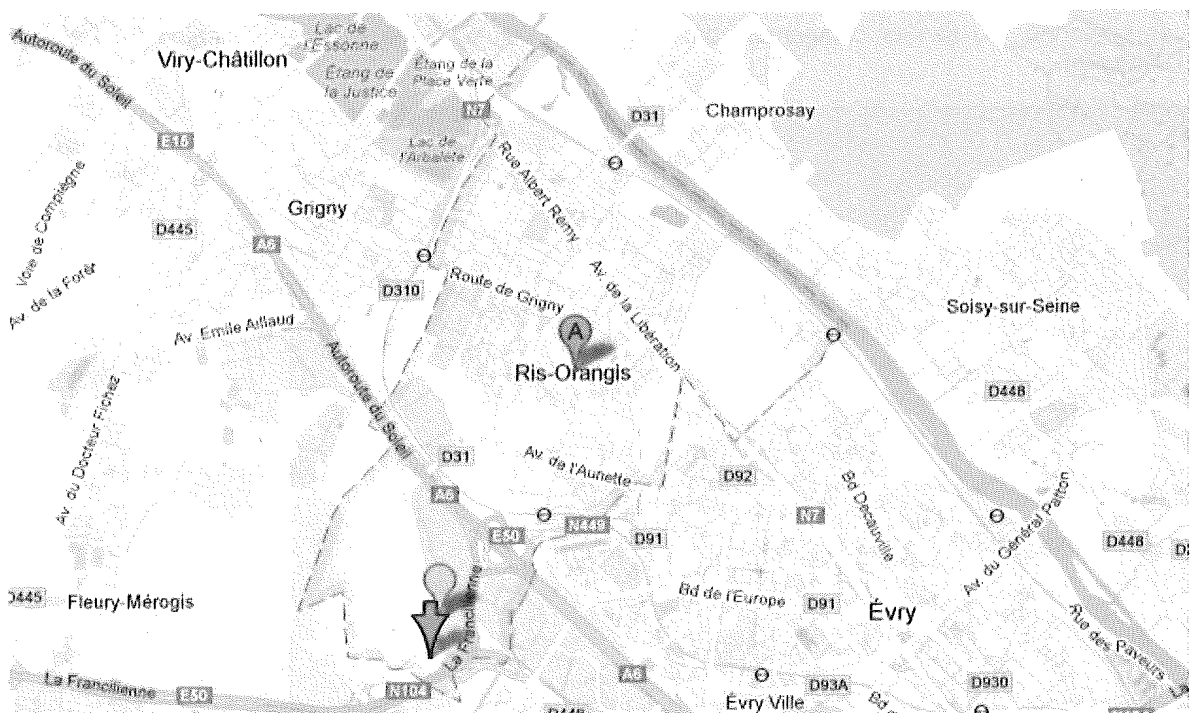 Lac de
l'Essonne
Autoroute du Soleil
Viry-Châtillon
Étang de
la Justice
Étang de la
Place Verte
N7
Champrosay
D31
E15
Lac de
l'Arbalète
Voie de Compiègne
Rue Albert Rémy
Grigny
D445
A6
D310
Route de Grigny
Av. de la Forêt
Av. de la Libération
Av. Emile Aillaud
Soisy-sur-Seine
A
Autoroute du Soleil
Ris-Orangis
D448
Av. du Docteur Fichez
D31
Av. de l'Aunette
D92
A6
Bd Decauville
Av. du Général Patton
E50
N449
N7
D91
D448
D445
Fleury-Mérogis
La Francilienne
Bd de l'Europe
D91
Évry
Rue des Paveurs
La Francilienne
E50
N104
A6
D93A
D930
Évry Ville
D446
La